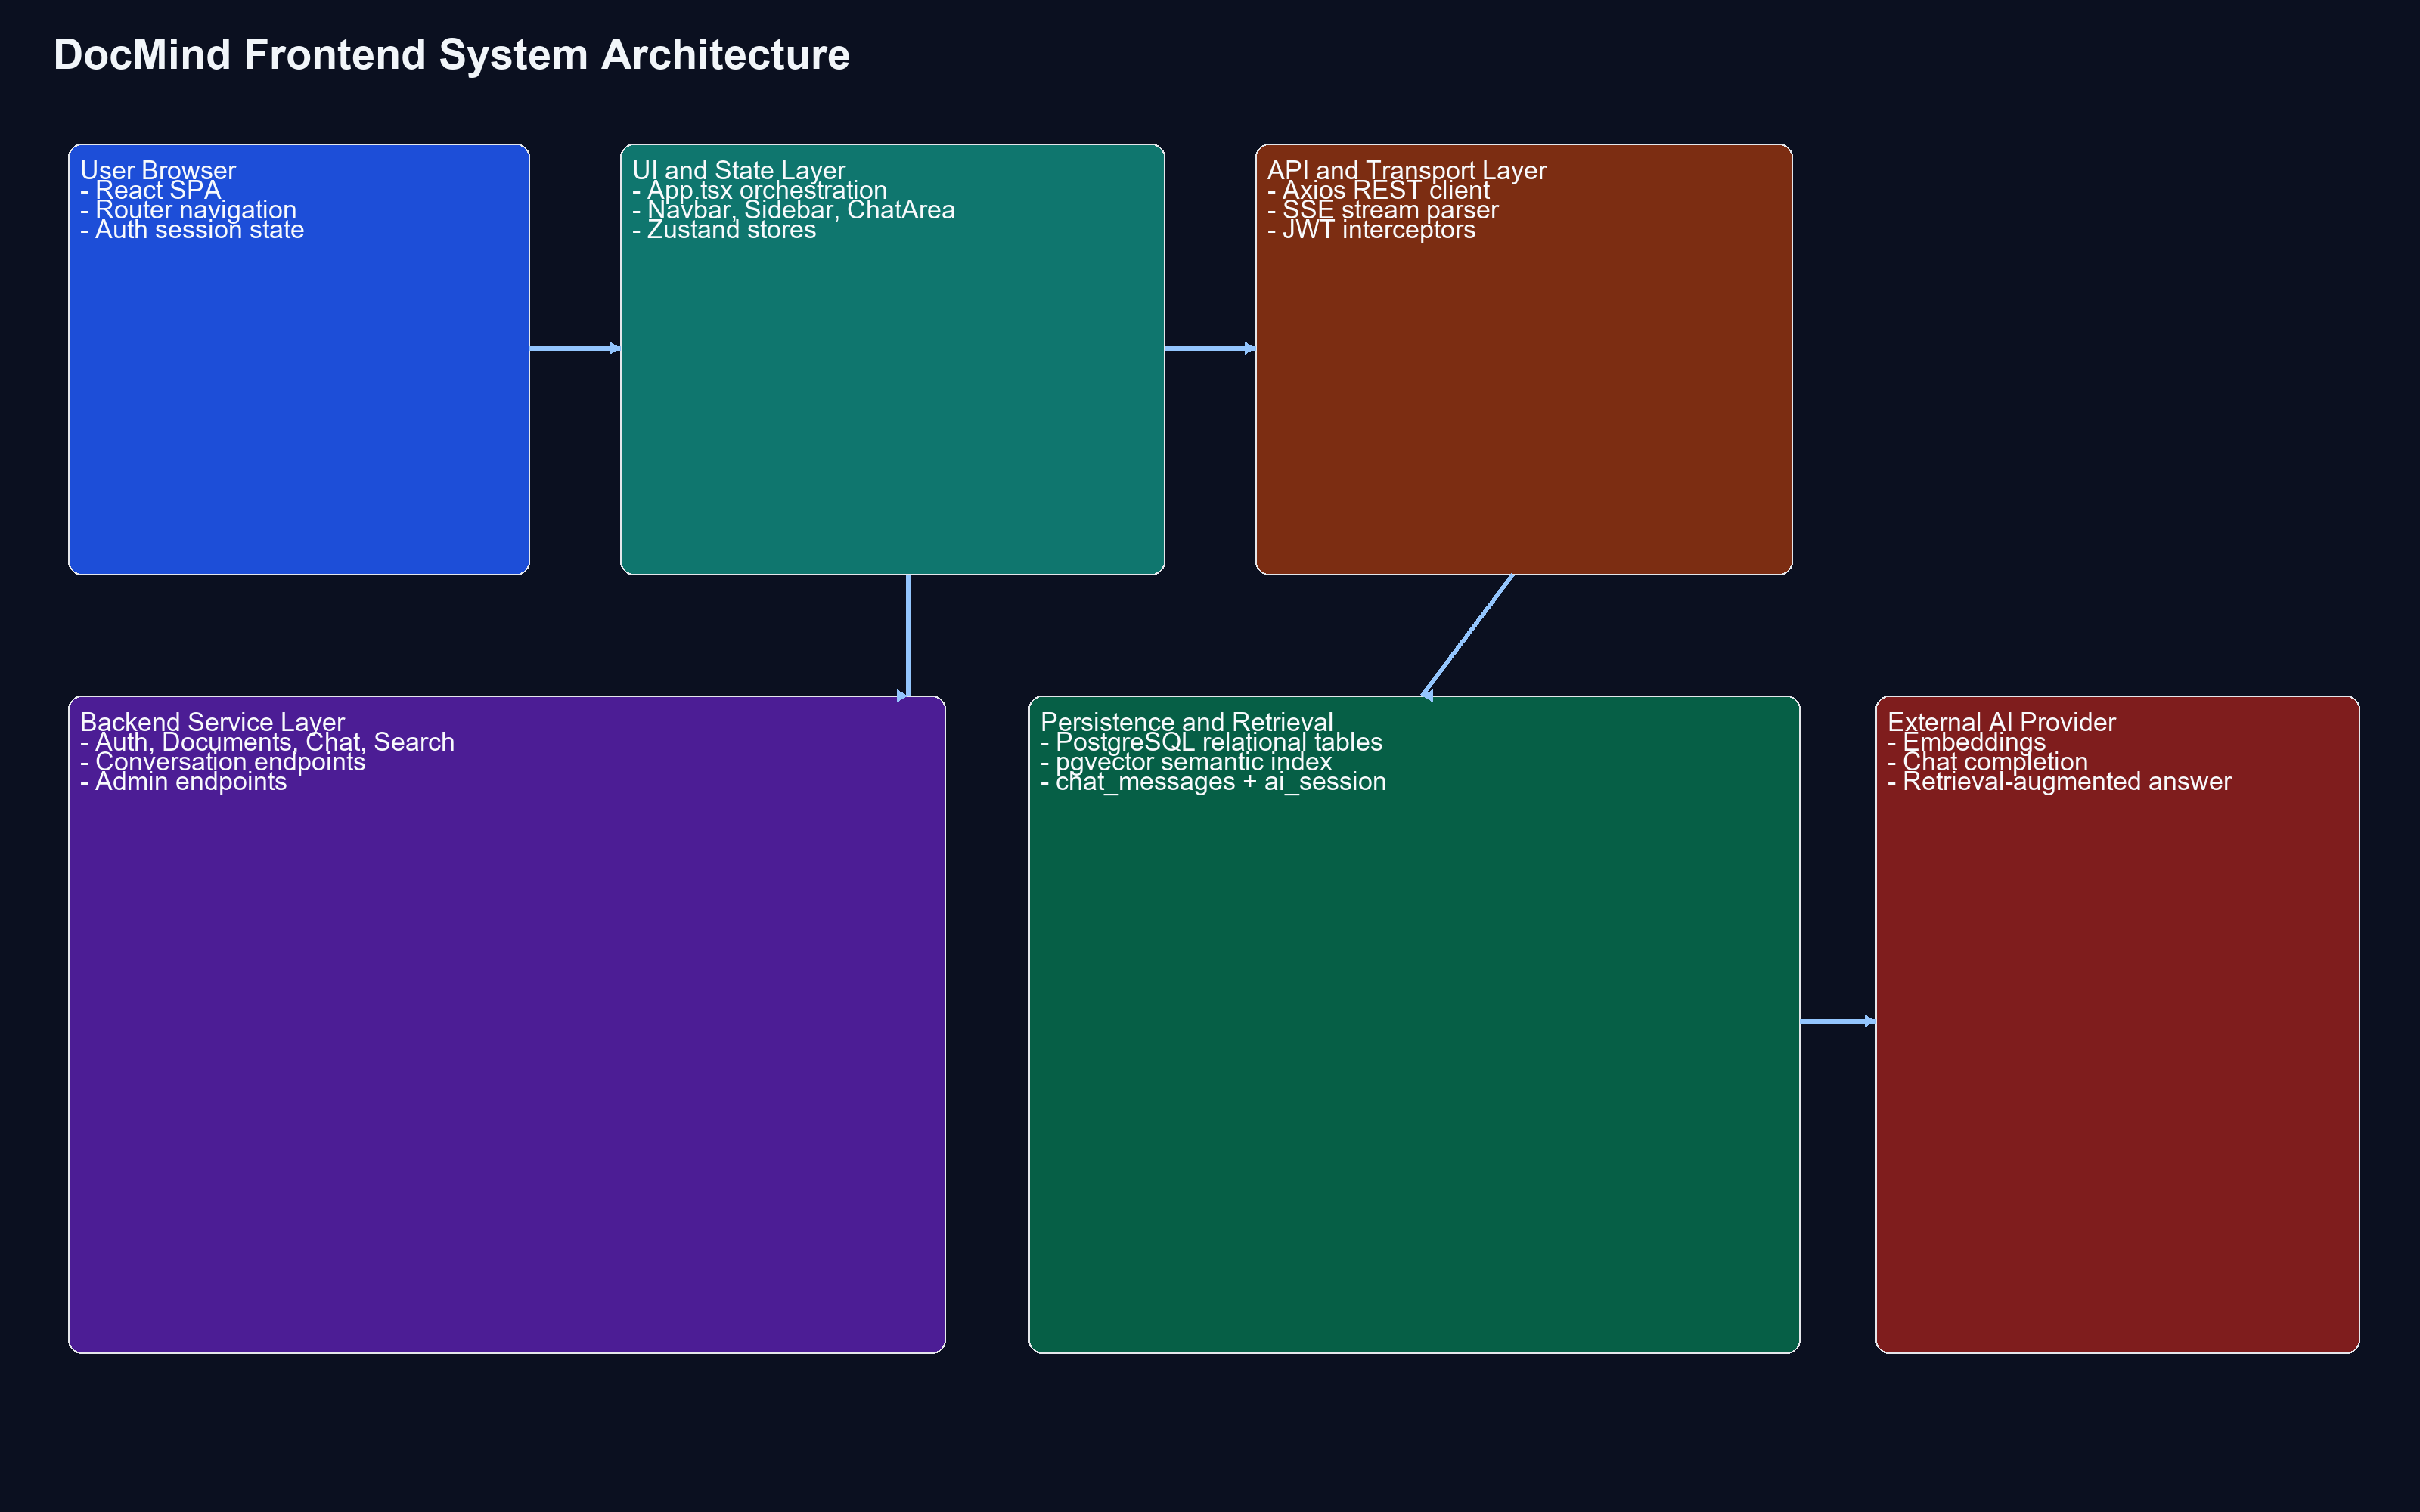 DocMind Frontend System Architecture
User Browser
- React SPA
- Router navigation
- Auth session state
UI and State Layer
- App.tsx orchestration
- Navbar, Sidebar, ChatArea
- Zustand stores
API and Transport Layer
- Axios REST client
- SSE stream parser
- JWT interceptors
Backend Service Layer
- Auth, Documents, Chat, Search
- Conversation endpoints
- Admin endpoints
Persistence and Retrieval
- PostgreSQL relational tables
- pgvector semantic index
- chat_messages + ai_session
External AI Provider
- Embeddings
- Chat completion
- Retrieval-augmented answer